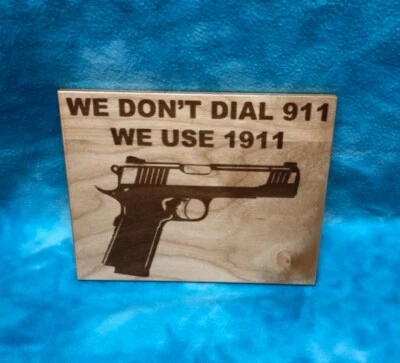 WE DON'T DIAL 911
WE USE 1911